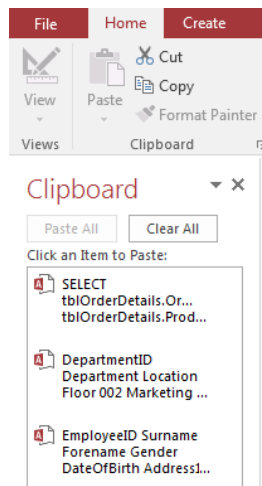 File Home Create
Cut
Copy
View Paste Format Painter
Views Clipboard
Clipboard
Paste All Clear All
Click an Item to Paste:
SELECT
tblOrderDetails.Or...
tblOrderDetails.Prod...
DepartmentID
Department Location
Floor 002 Marketing ...
EmployeeID Surname
Forename Gender
DateOfBirth Address1...